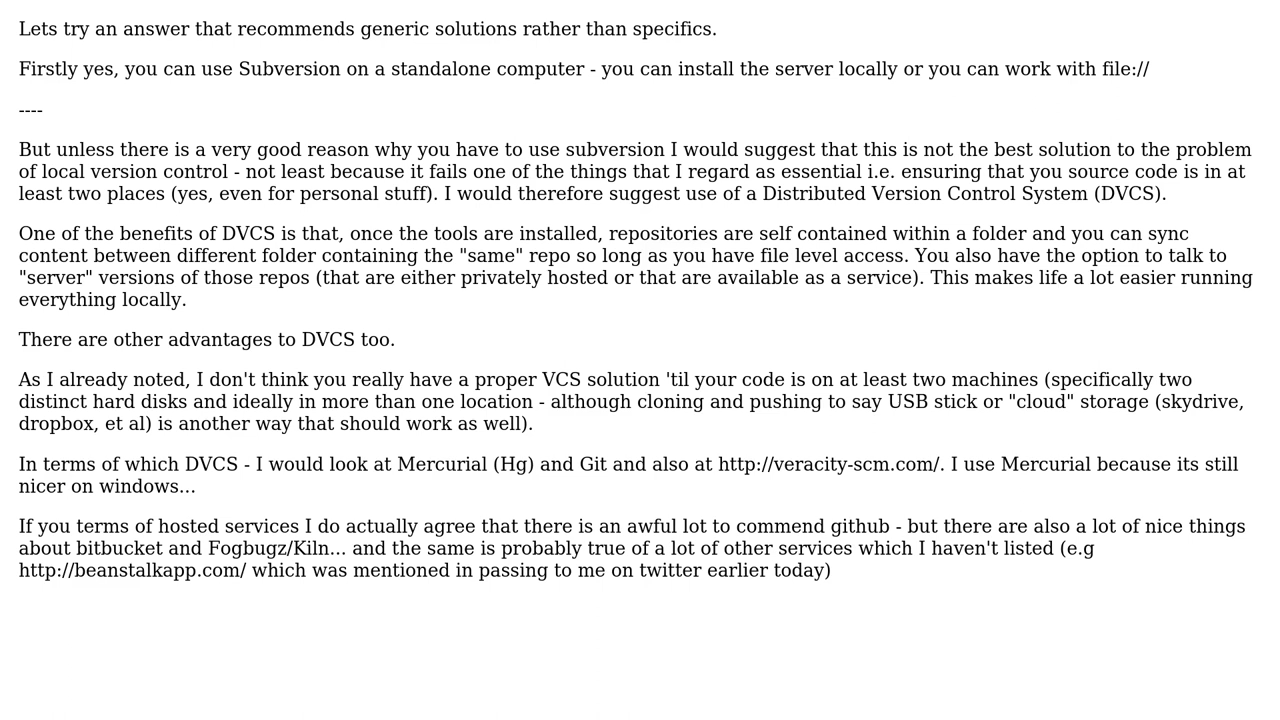 Lets try an answer that recommends generic solutions rather than specifics.
Firstly yes, you can use Subversion on a standalone computer - you can install the server locally or you can work with file://
----
But unless there is a very good reason why you have to use subversion I would suggest that this is not the best solution to the problem
of local version control - not least because it fails one of the things that I regard as essential i.e. ensuring that you source code is in at
least two places (yes, even for personal stuff). I would therefore suggest use of a Distributed Version Control System (DVCS).
One of the benefits of DVCS is that, once the tools are installed, repositories are self contained within a folder and you can sync
content between different folder containing the "same" repo so long as you have file level access. You also have the option to talk to
"server" versions of those repos (that are either privately hosted or that are available as a service). This makes life a lot easier running
everything locally.
There are other advantages to DVCS too.
As I already noted, I don't think you really have a proper VCS solution 'til your code is on at least two machines (specifically two
distinct hard disks and ideally in more than one location - although cloning and pushing to say USB stick or "cloud" storage (skydrive,
dropbox, et al) is another way that should work as well).
In terms of which DVCS - I would look at Mercurial (Hg) and Git and also at http://veracity-scm.com/. I use Mercurial because its still
nicer on windows...
If you terms of hosted services I do actually agree that there is an awful lot to commend github - but there are also a lot of nice things
about bitbucket and Fogbugz/Kiln... and the same is probably true of a lot of other services which I haven't listed (e.g
http://beanstalkapp.com/ which was mentioned in passing to me on twitter earlier today)